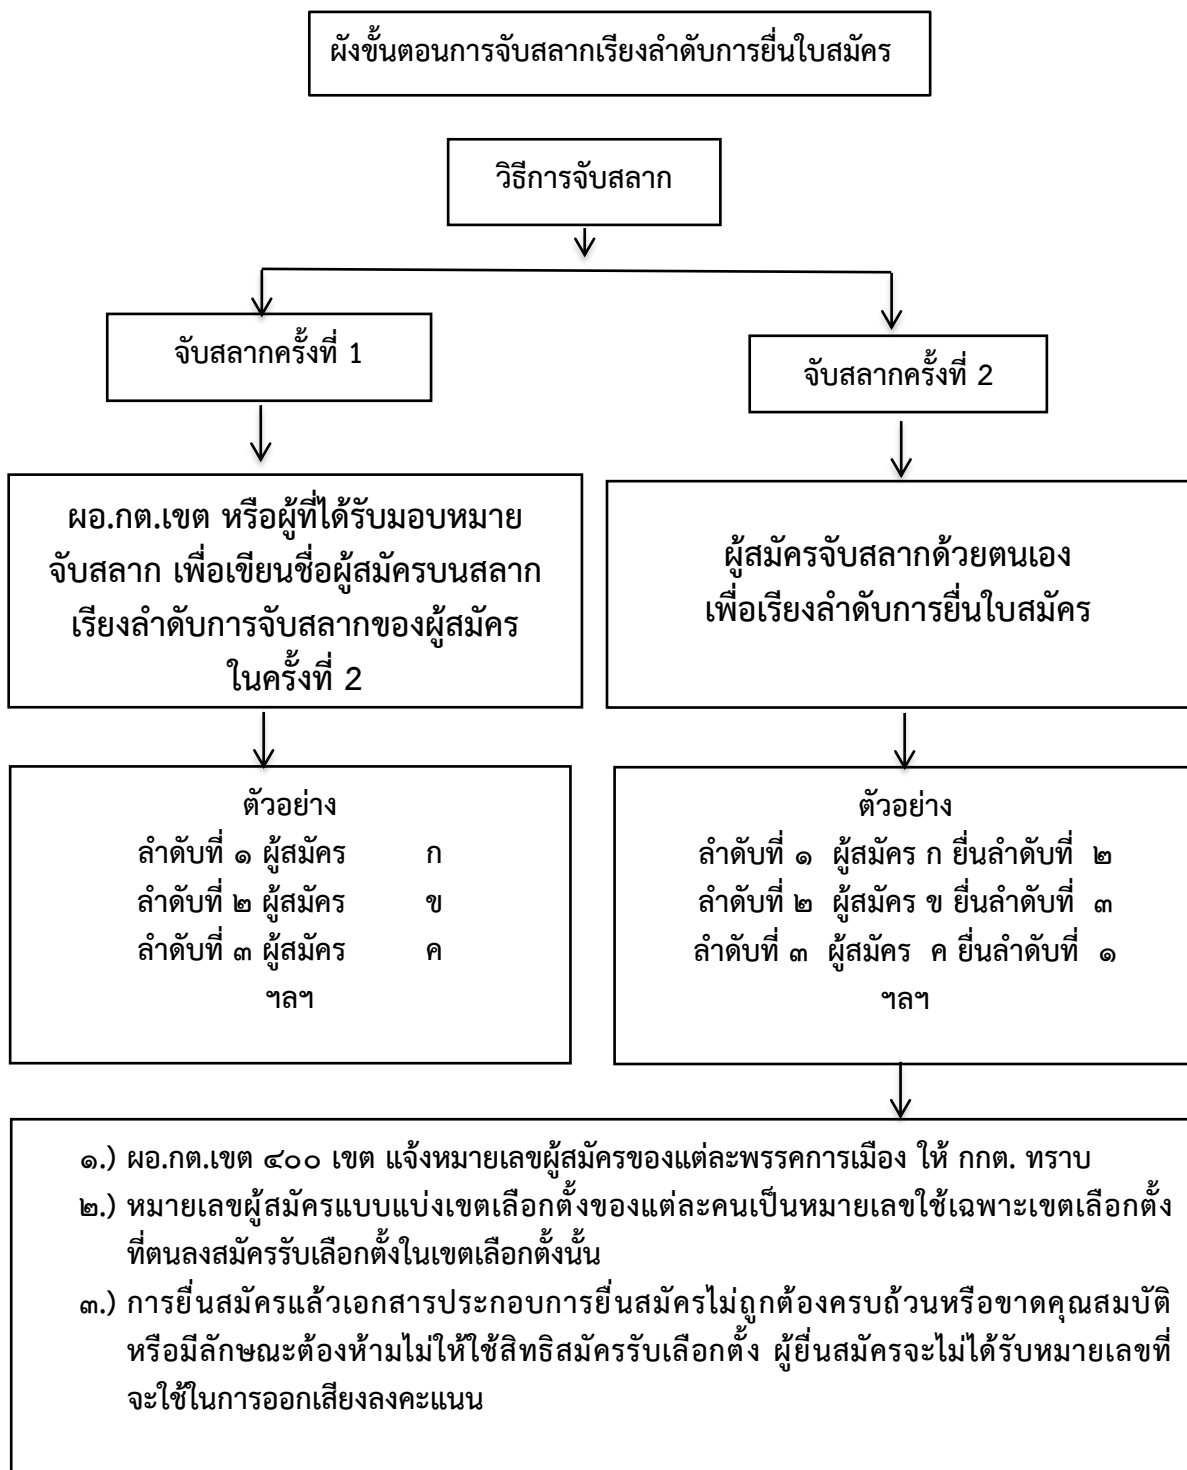 ผังขั้นตอนการจับสลากเรียงลำดับการยื่นใบสมัคร
วิธีการจับสลาก
จับสลากครั้งที่ 1
จับสลากครั้งที่ 2
ผอ.กต.เขต หรือผู้ที่ได้รับมอบหมาย
จับสลาก เพื่อเขียนชื่อผู้สมัครบนสลาก
เรียงลำดับการจับสลากของผู้สมัคร
ในครั้งที่ 2
ผู้สมัครจับสลากด้วยตนเอง
เพื่อเรียงลำดับการยื่นใบสมัคร
ตัวอย่าง
ลำดับที่ ๑ ผู้สมัคร ก
ลำดับที่ ๒ ผู้สมัคร ข
ลำดับที่ ๓ ผู้สมัคร ค
ฯลฯ
ตัวอย่าง
ลำดับที่ ๑ ผู้สมัคร ก ยื่นลำดับที่ ๒
ลำดับที่ ๒ ผู้สมัคร ข ยื่นลำดับที่ ๓
ลำดับที่ ๓ ผู้สมัคร ค ยื่นลำดับที่ ๑
ฯลฯ
๑.) ผอ.กต.เขต ๔๐๐ เขต แจ้งหมายเลขผู้สมัครของแต่ละพรรคการเมือง ให้ กกต. ทราบ
๒.) หมายเลขผู้สมัครแบบแบ่งเขตเลือกตั้งของแต่ละคนเป็นหมายเลขใช้เฉพาะเขตเลือกตั้ง
ที่ตนลงสมัครรับเลือกตั้งในเขตเลือกตั้งนั้น
๓.) การยื่นสมัครแล้วเอกสารประกอบการยื่นสมัครไม่ถูกต้องครบถ้วนหรือขาดคุณสมบัติ
หรือมีลักษณะต้องห้ามไม่ให้ใช้สิทธิสมัครรับเลือกตั้ง ผู้ยื่นสมัครจะไม่ได้รับหมายเลขที่
จะใช้ในการออกเสียงลงคะแนน